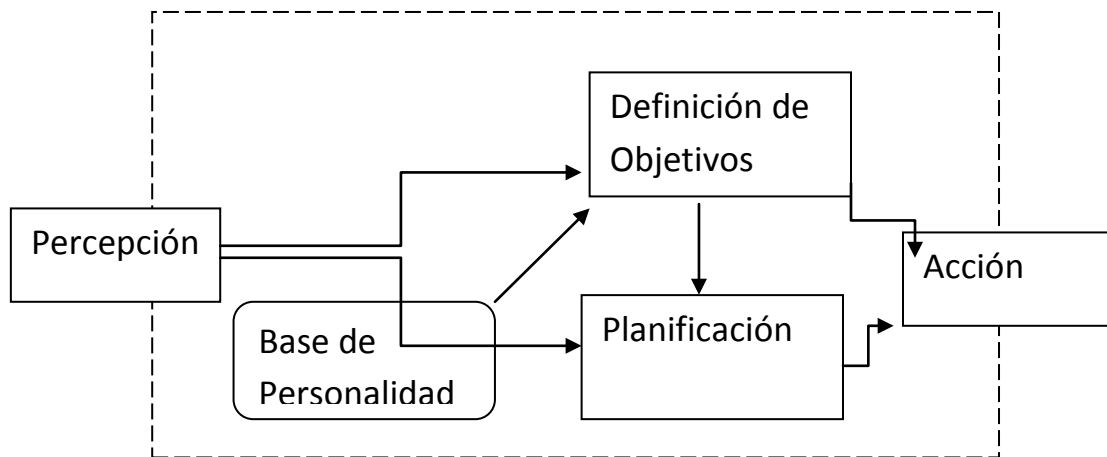 Definición de
Objetivos
Percepción
Acción
Base de
Personalidad
Planificación